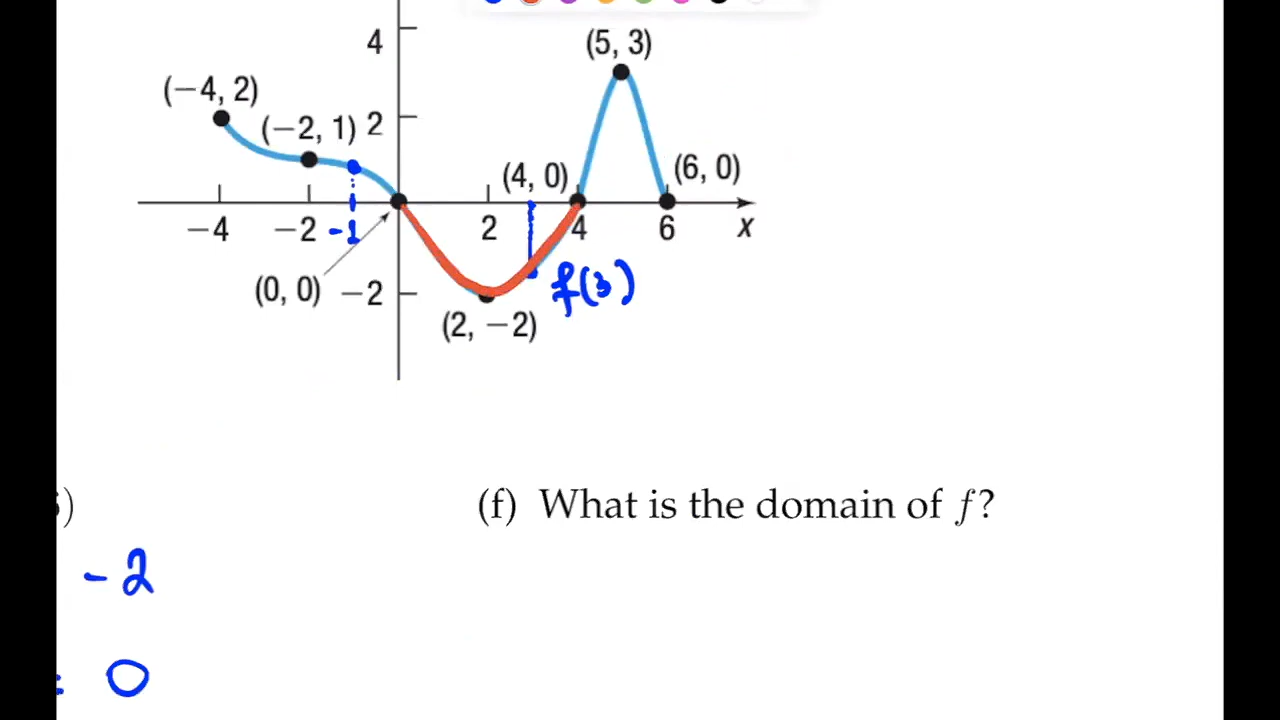 4
(5, 3)
(−4, 2)
(−2, 1) 2
(4, 0)
(6, 0)
−4 −2 -1 2 4 6 x
(0, 0) −2 f(3)
(2, −2)
(f) What is the domain of f?
- 2
= 0